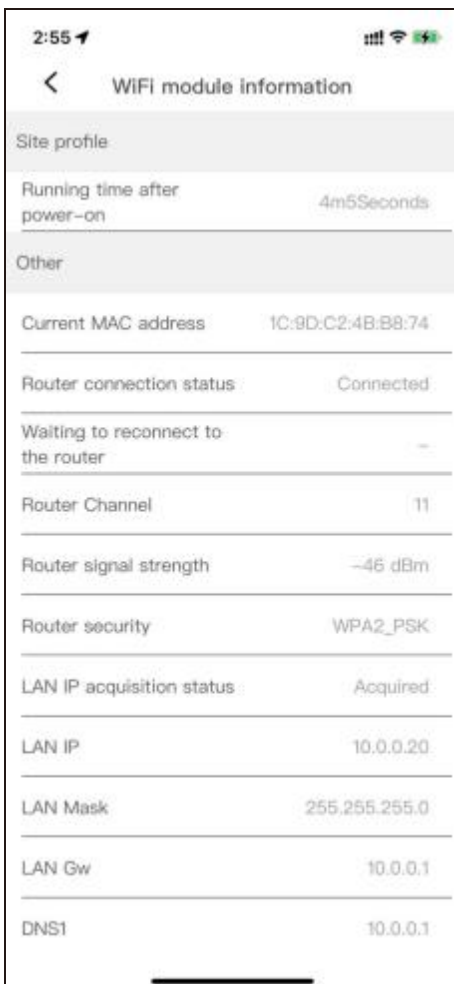 2:55
WiFi module information
Site profile
Running time after
power-on
4m5Seconds
Other
Current MAC address 1C:9D:C2:4B:B8:74
Router connection status Connected
Waiting to reconnect to
the router
-
Router Channel 11
Router signal strength -46 dBm
Router security WPA2_PSK
LAN IP acquisition status Acquired
LAN IP 10.0.0.20
LAN Mask 255.255.255.0
LAN Gw 10.0.0.1
DNS1 10.0.0.1